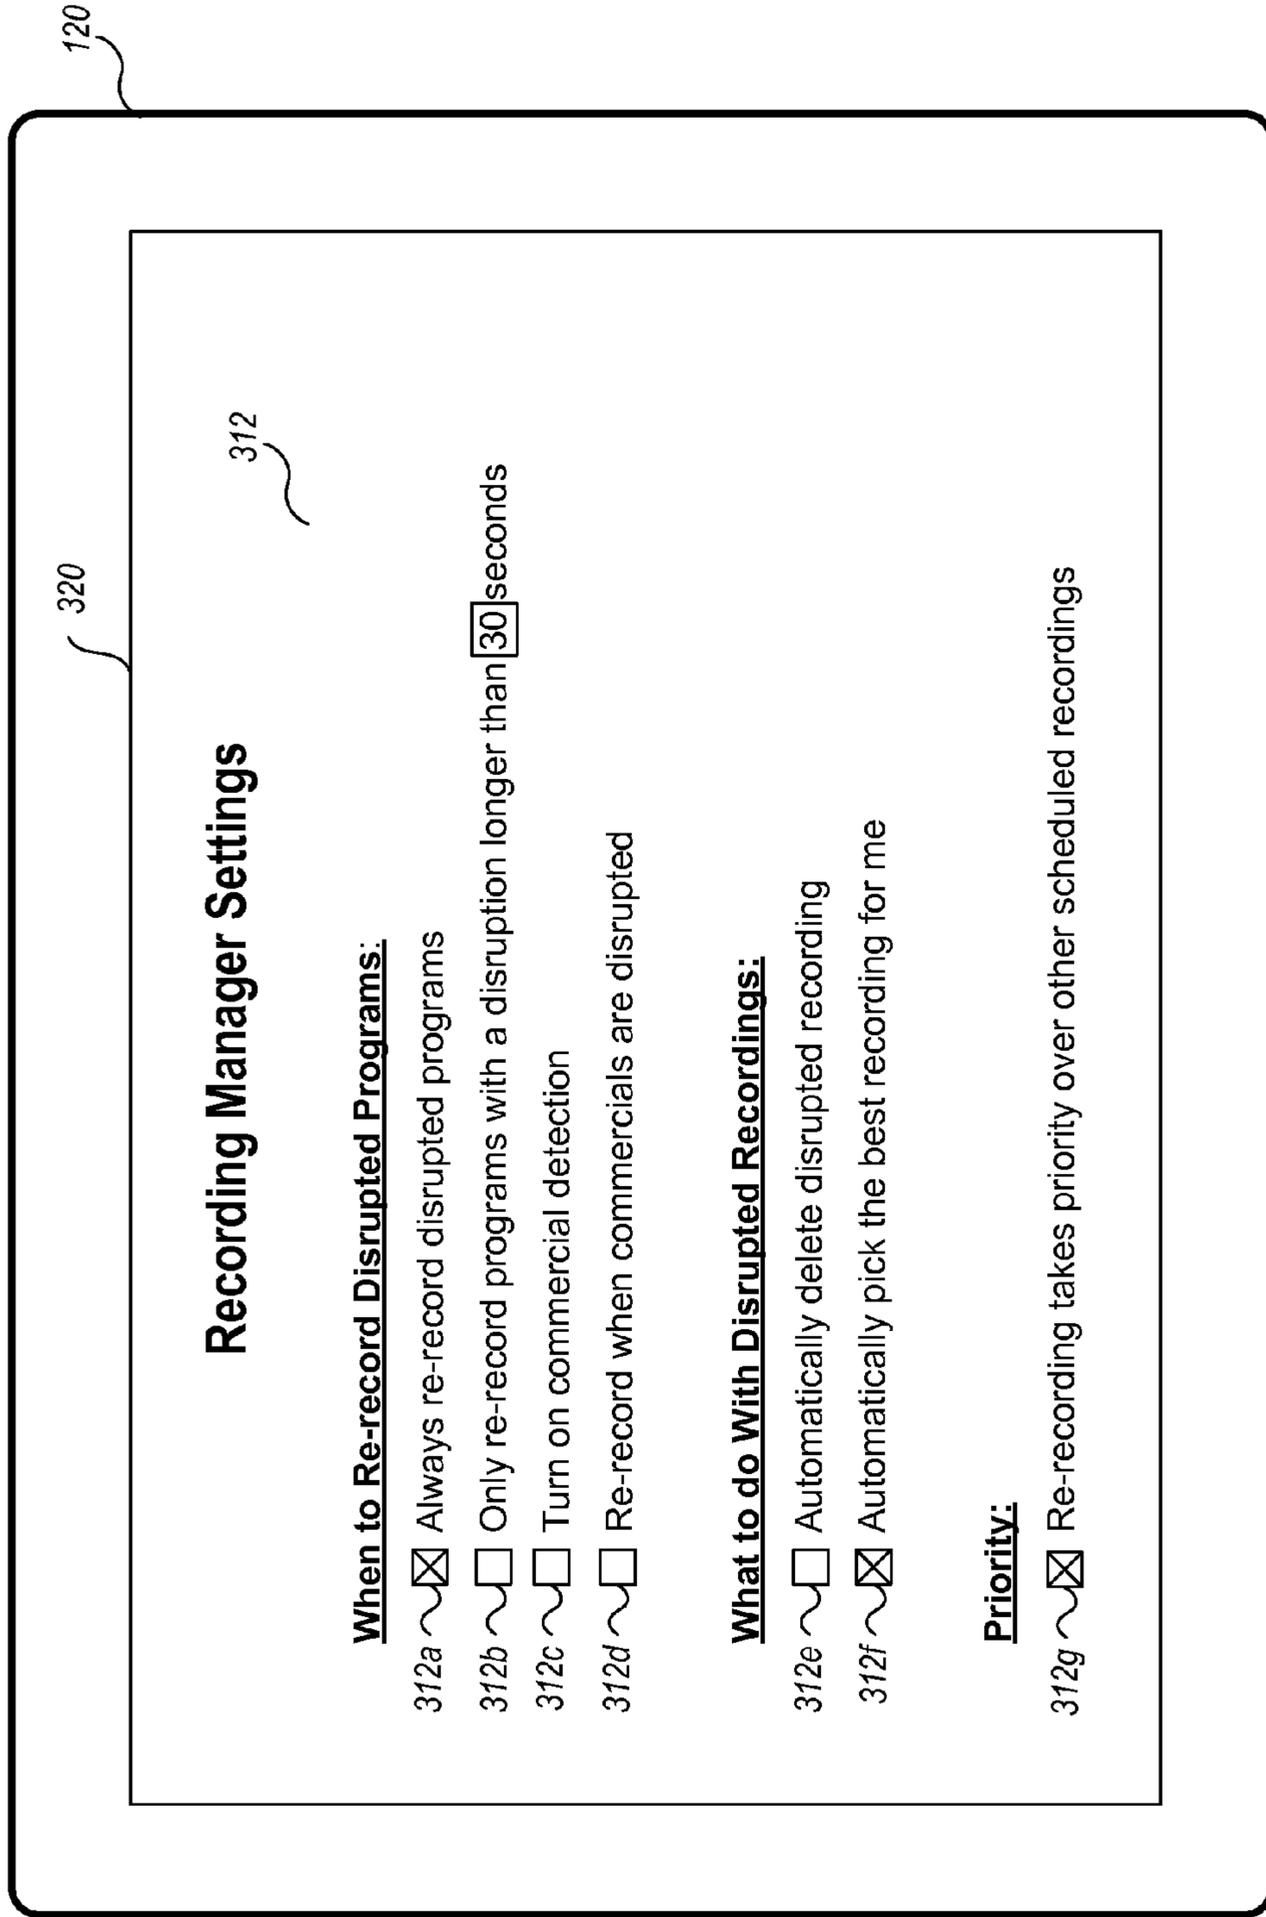 120
320
312
Recording Manager Settings
When to Re-record Disrupted Programs:
312a Always re-record disrupted programs
312b Only re-record programs with a disruption longer than 30 seconds
312c Turn on commercial detection
312d Re-record when commercials are disrupted
What to do With Disrupted Recordings:
312e Automatically delete disrupted recording
312f Automatically pick the best recording for me
Priority:
312g Re-recording takes priority over other scheduled recordings